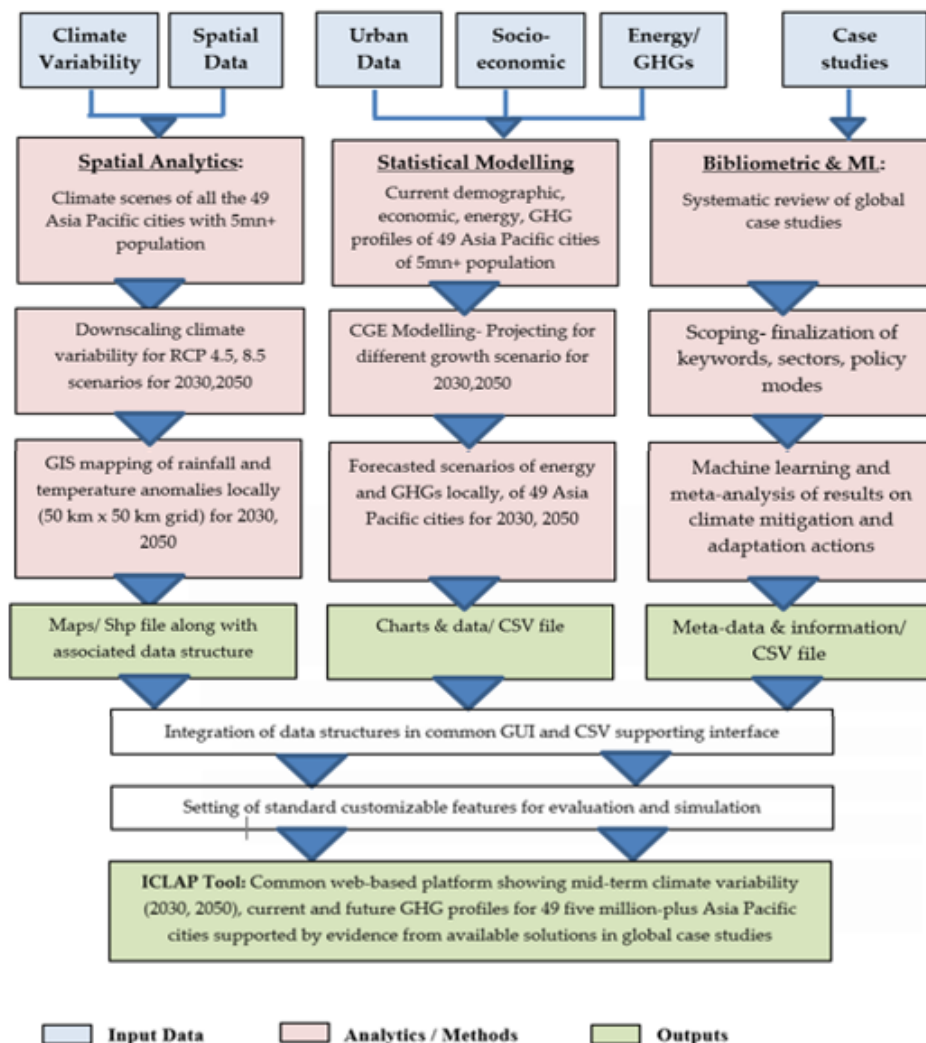 Climate
Variability
Spatial
Data
Urban
Data
Socio-
economic
Energy/
GHGs
Case
studies
Spatial Analytics:
Climate scenes of all the 49
Asia Pacific cities with 5mn+
population
Statistical Modelling
Current demographic,
economic, energy, GHG
profiles of 49 Asia Pacific cities
of 5mn+ population
Bibliometric & ML:
Systematic review of global
case studies
Downscaling climate
variability for RCP 4.5, 8.5
scenarios for 2030,2050
CGE Modelling- Projecting for
different growth scenario for
2030,2050
Scoping- finalization of
keywords, sectors, policy
modes
GIS mapping of rainfall and
temperature anomalies locally
(50 km x 50 km grid) for 2030,
2050
Forecasted scenarios of energy
and GHGs locally, of 49 Asia
Pacific cities for 2030, 2050
Machine learning and
meta-analysis of results on
climate mitigation and
adaptation actions
Maps/ Shp file along with
associated data structure
Charts & data/ CSV file
Meta-data & information/
CSV file
Integration of data structures in common GUI and CSV supporting interface
Setting of standard customizable features for evaluation and simulation
ICLAP Tool: Common web-based platform showing mid-term climate variability
(2030, 2050), current and future GHG profiles for 49 five million-plus Asia Pacific
cities supported by evidence from available solutions in global case studies
Input Data
Analytics / Methods
Outputs